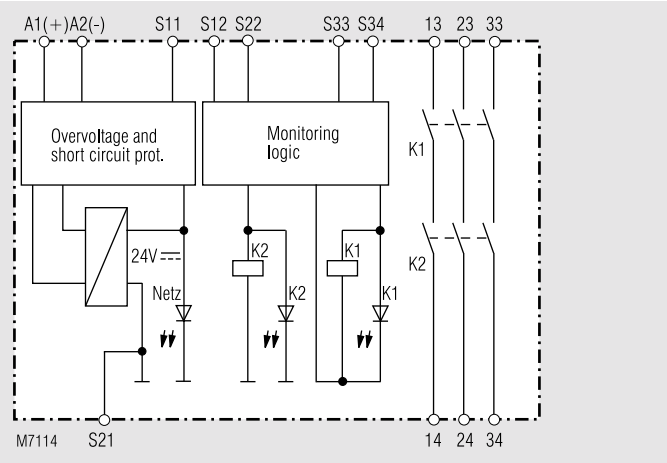 A1(+) A2(-) S11 S12 S22 S33 S34 13 23 33
Overvoltage and
short circuit prot.
Monitoring
logic
K1
24V
K2
K1
K2
Netz
K2
K1
M7114
S21
14 24 34